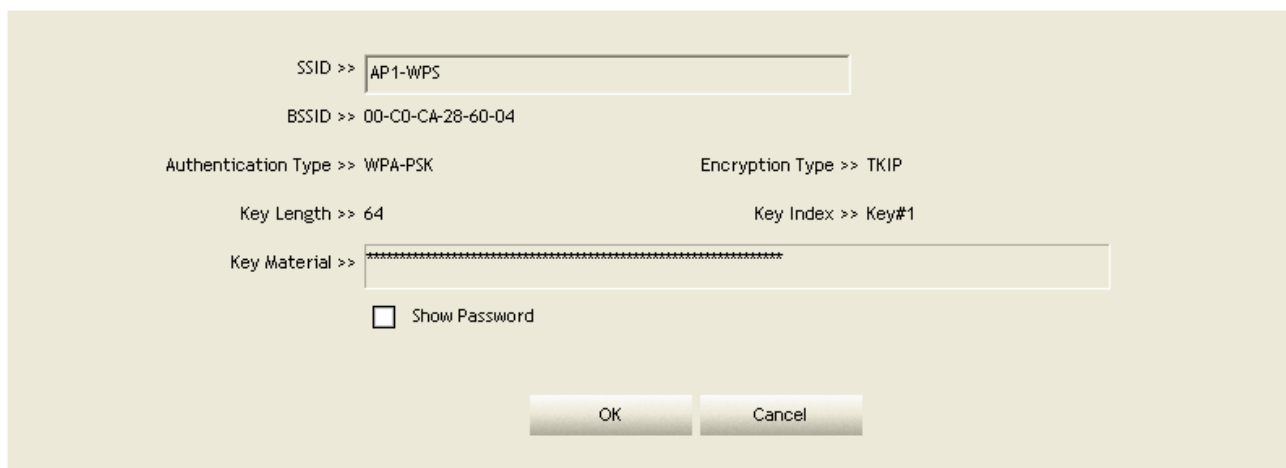 SSID >> AP1-WPS
BSSID >> 00-C0-CA-28-60-04
Authentication Type >> WPA-PSK Encryption Type >> TKIP
Key Length >> 64 Key Index >> Key#1
Key Material >> ****************************************************************
Show Password
OK Cancel